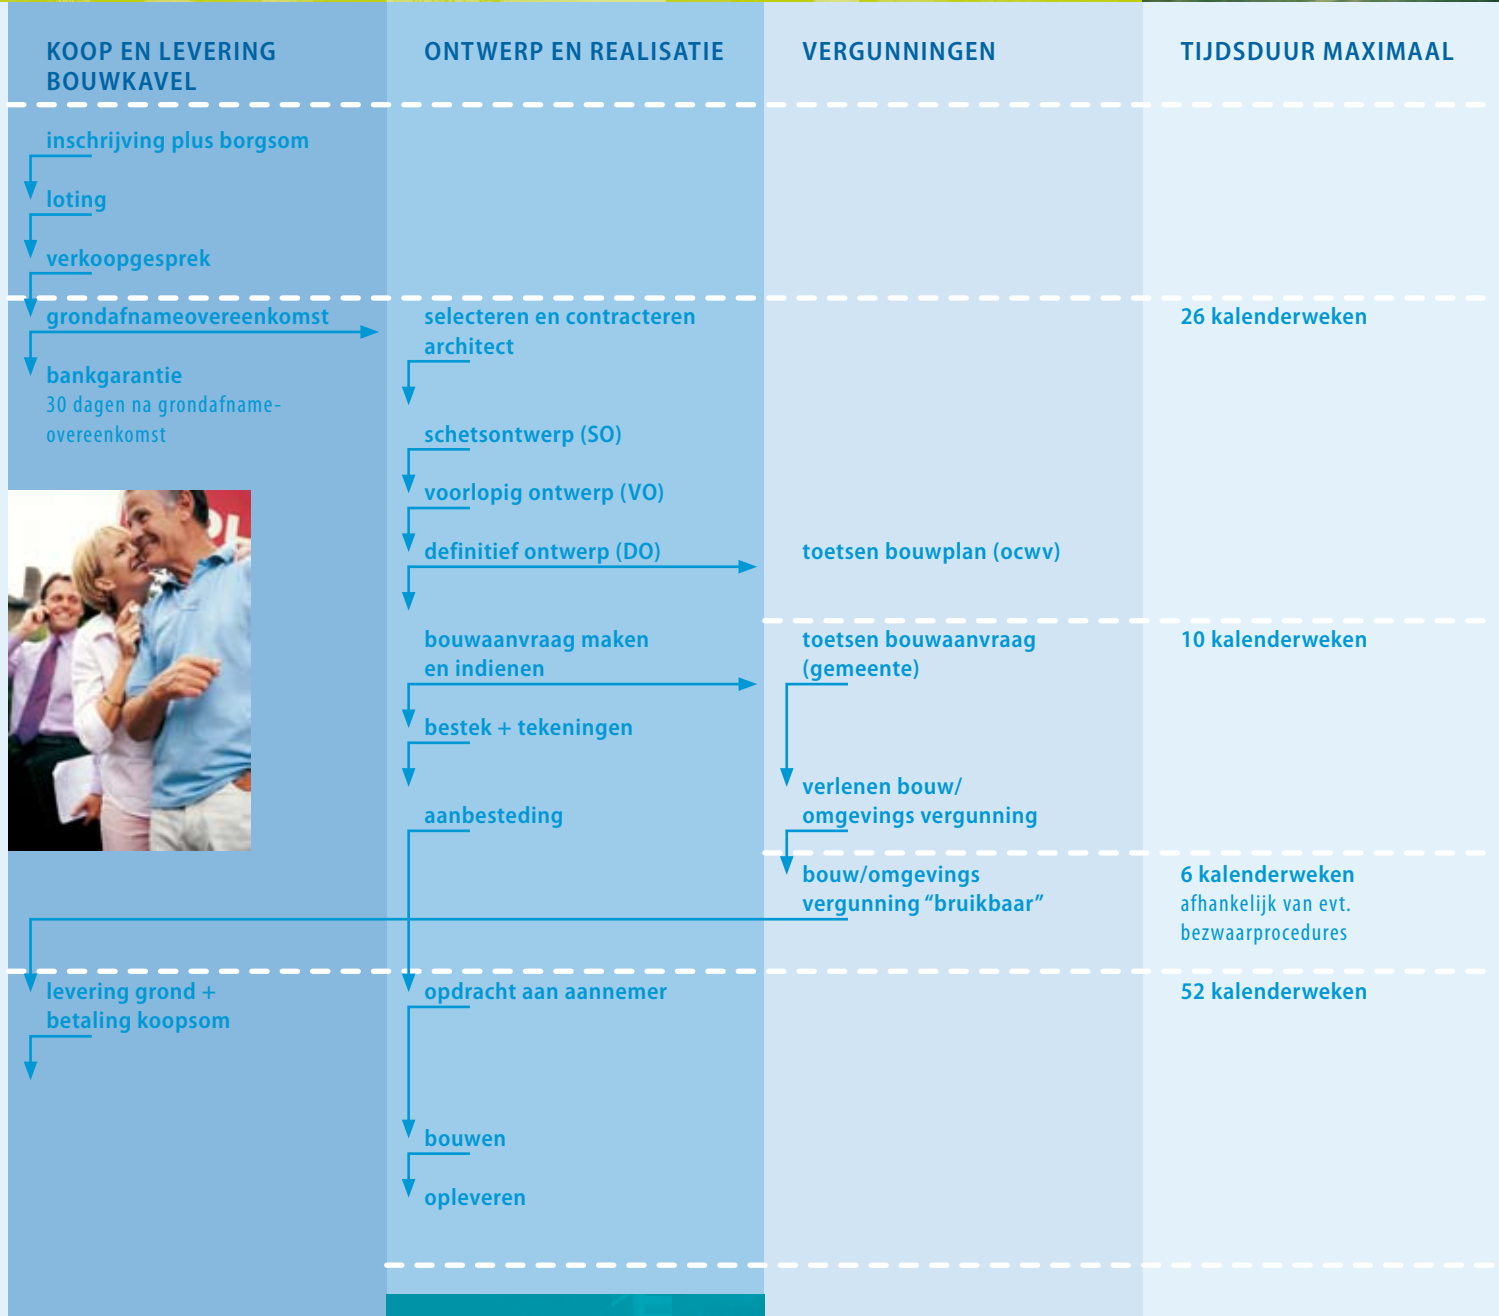 KOOP EN LEVERING
BOUWKAVEL
ONTWERP EN REALISATIE
VERGUNNINGEN
TIJDSDUUR MAXIMAAL
inschrijving plus borgsom
loting
verkoopgesprek
grondafnameovereenkomst
selecteren en contracteren
architect
26 kalenderweken
bankgarantie
30 dagen na grondafname-
overeenkomst
schetsontwerp (SO)
voorlopig ontwerp (VO)
definitief ontwerp (DO)
toetsen bouwplan (ocwv)
bouwaanvraag maken
en indienen
toetsen bouwaanvraag
(gemeente)
10 kalenderweken
bestek + tekeningen
verlenen bouw/
omgevings vergunning
aanbesteding
bouw/omgevings
vergunning “bruikbaar”
6 kalenderweken
afhankelijk van evt.
bezwaarprocedures
levering grond +
betaling koopsom
opdracht aan aannemer
52 kalenderweken
bouwen
opleveren